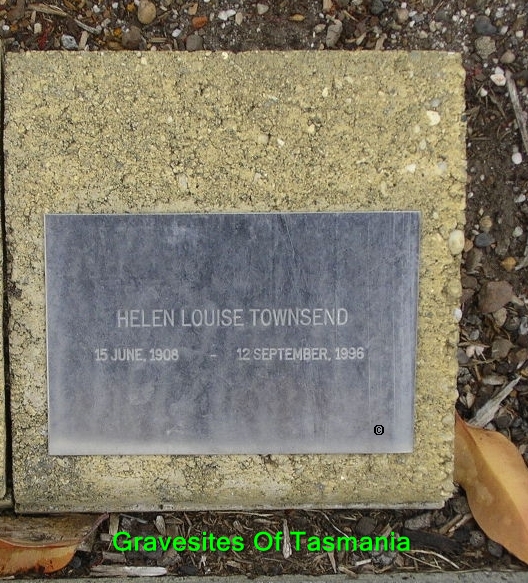 HELEN LOUISE TOWNSEND
15 JUNE, 1908 - 12 SEPTEMBER, 1996
©
Gravesites Of Tasmania